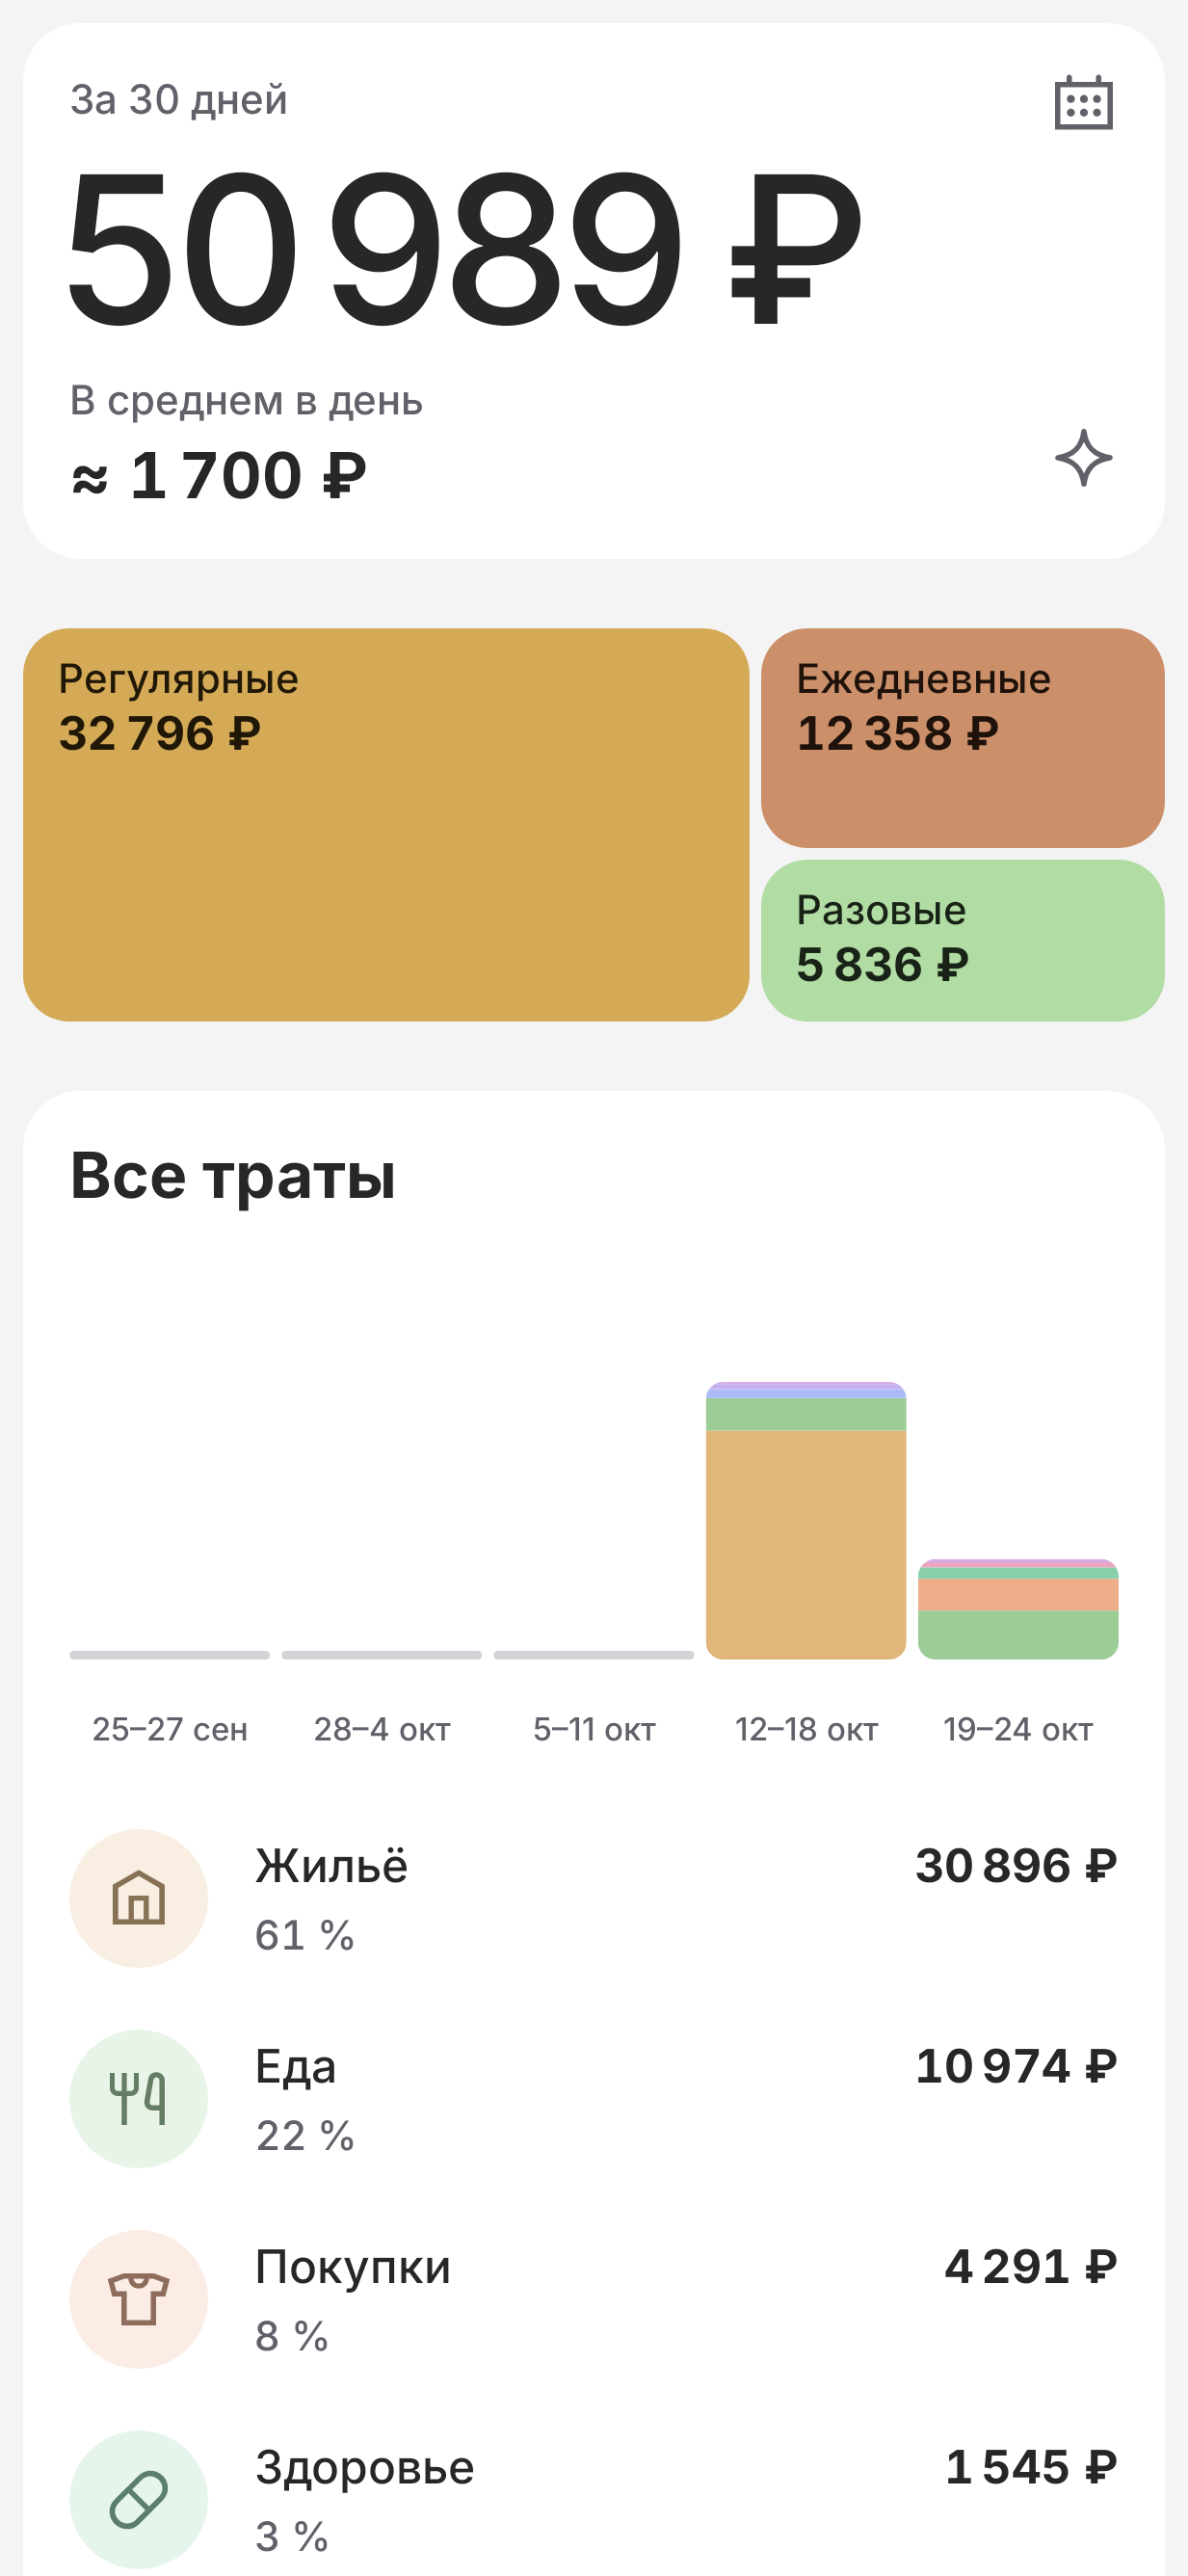 За 30 дней
50 989 ₽
В среднем в день
≈ 1 700 ₽
Регулярные
32 796 ₽
Ежедневные
12 358 ₽
Разовые
5 836 ₽
Все траты
25–27 сен
28–4 окт
5–11 окт
12–18 окт
19–24 окт
Жильё
30 896 ₽
61 %
Еда
10 974 ₽
22 %
Покупки
4 291 ₽
8 %
Здоровье
1 545 ₽
3 %